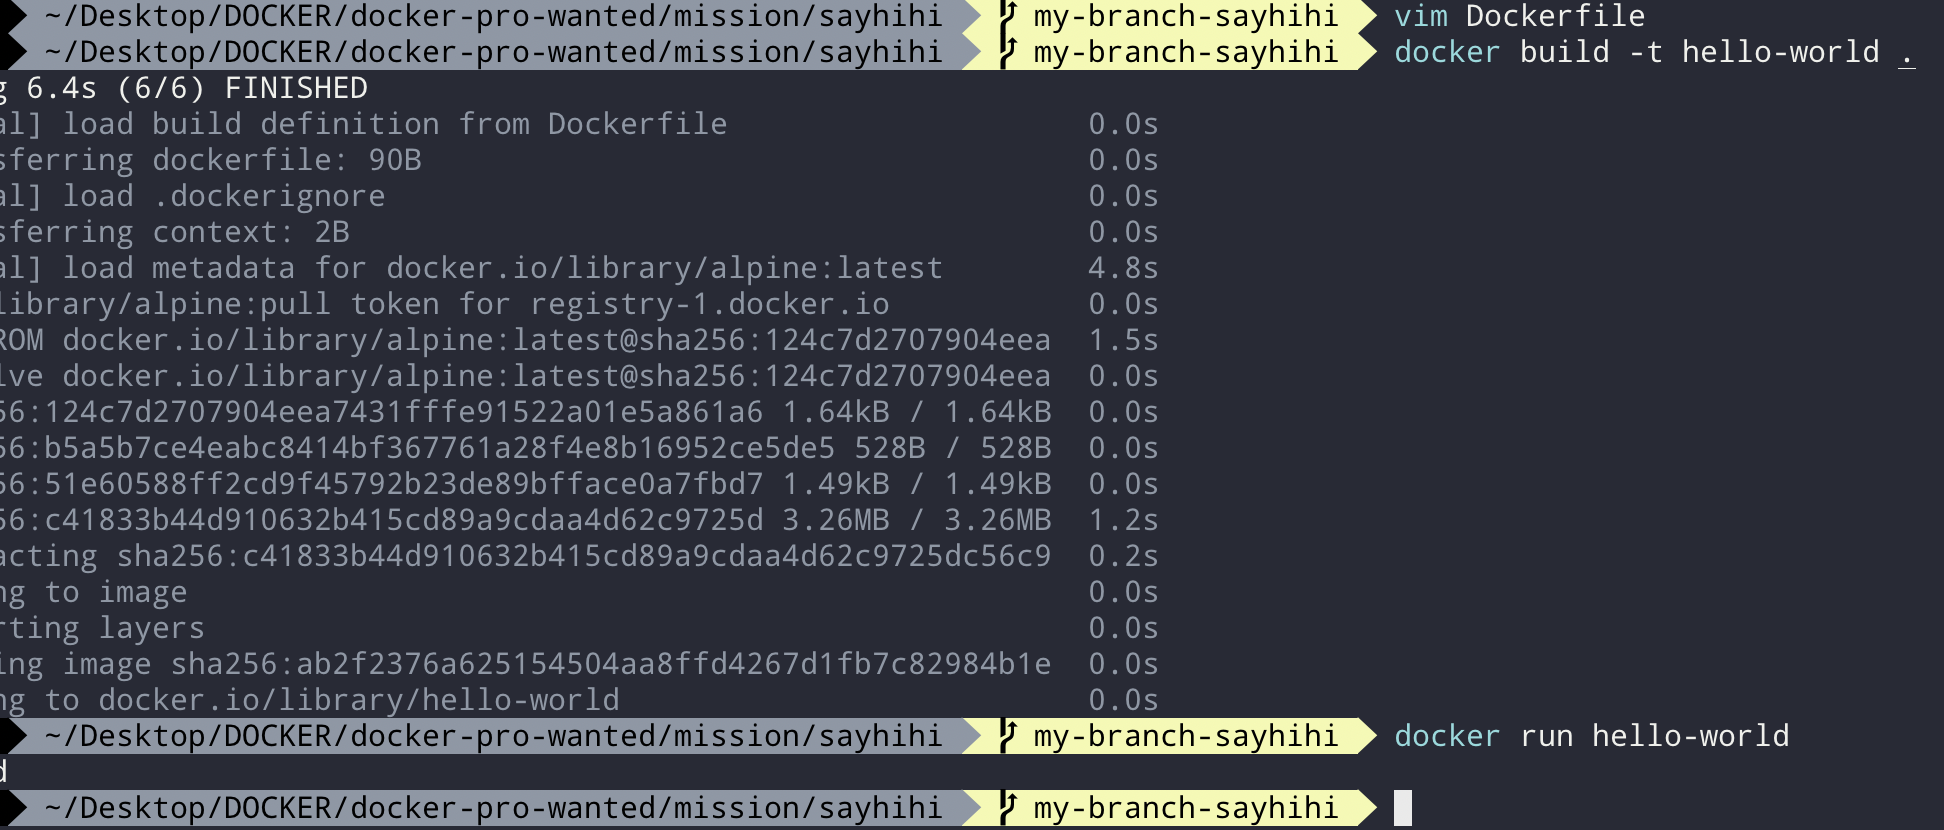 ~/Desktop/DOCKER/docker-pro-wanted/mission/sayhihi my-branch-sayhihi vim Dockerfile
~/Desktop/DOCKER/docker-pro-wanted/mission/sayhihi my-branch-sayhihi docker build -t hello-world .
g 6.4s (6/6) FINISHED
al] load build definition from Dockerfile 0.0s
sferring dockerfile: 90B 0.0s
al] load .dockerignore 0.0s
sferring context: 2B 0.0s
al] load metadata for docker.io/library/alpine:latest 4.8s
library/alpine:pull token for registry-1.docker.io 0.0s
ROM docker.io/library/alpine:latest@sha256:124c7d2707904eea 1.5s
lve docker.io/library/alpine:latest@sha256:124c7d2707904eea 0.0s
56:124c7d2707904eea7431fffe91522a01e5a861a6 1.64kB / 1.64kB 0.0s
56:b5a5b7ce4eabc8414bf367761a28f4e8b16952ce5de5 528B / 528B 0.0s
56:51e60588ff2cd9f45792b23de89bfface0a7fbd7 1.49kB / 1.49kB 0.0s
56:c41833b44d910632b415cd89a9cdaa4d62c9725d 3.26MB / 3.26MB 1.2s
acting sha256:c41833b44d910632b415cd89a9cdaa4d62c9725dc56c9 0.2s
ng to image 0.0s
rting layers 0.0s
ing image sha256:ab2f2376a625154504aa8ffd4267d1fb7c82984b1e 0.0s
ng to docker.io/library/hello-world 0.0s
~/Desktop/DOCKER/docker-pro-wanted/mission/sayhihi my-branch-sayhihi docker run hello-world
d
~/Desktop/DOCKER/docker-pro-wanted/mission/sayhihi my-branch-sayhihi